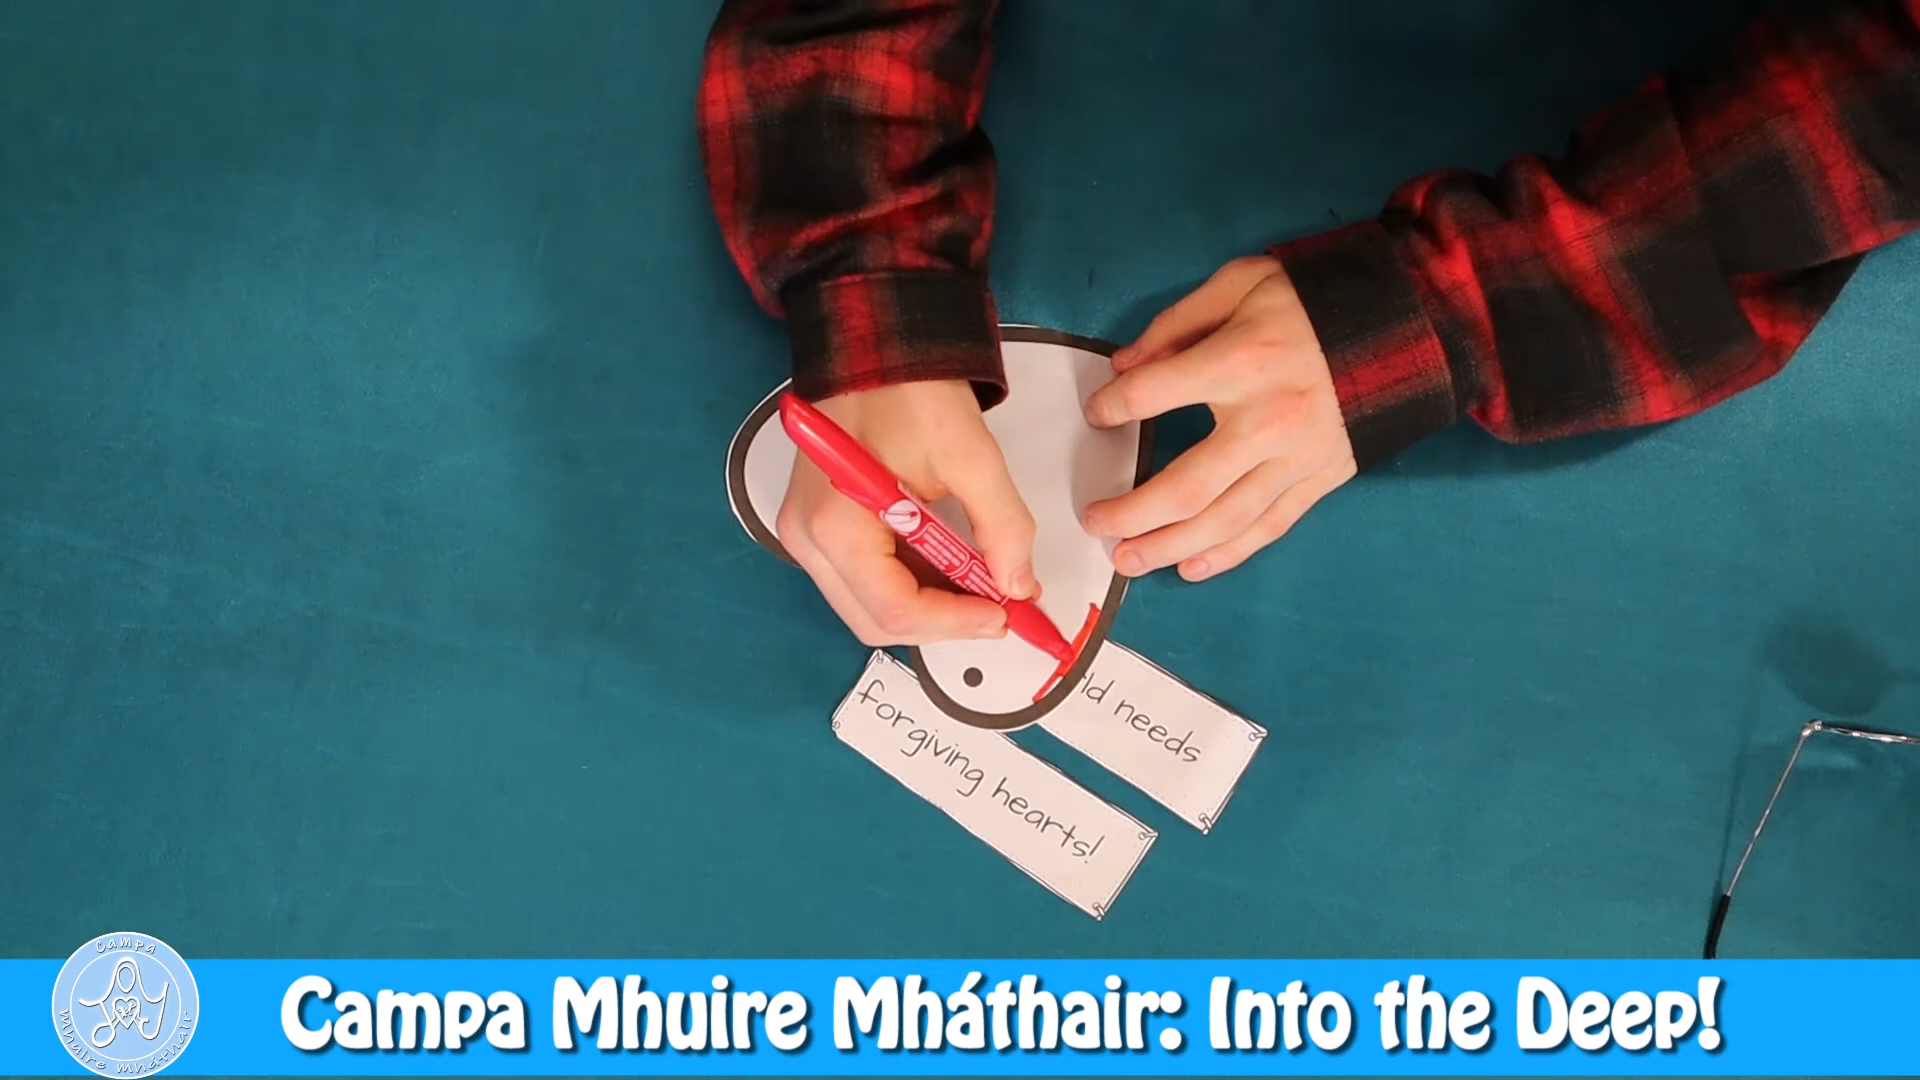 ld needs
forgiving hearts!
Campa
Mhuire Mháthair
Campa Mhuire Mháthair: Into the Deep!